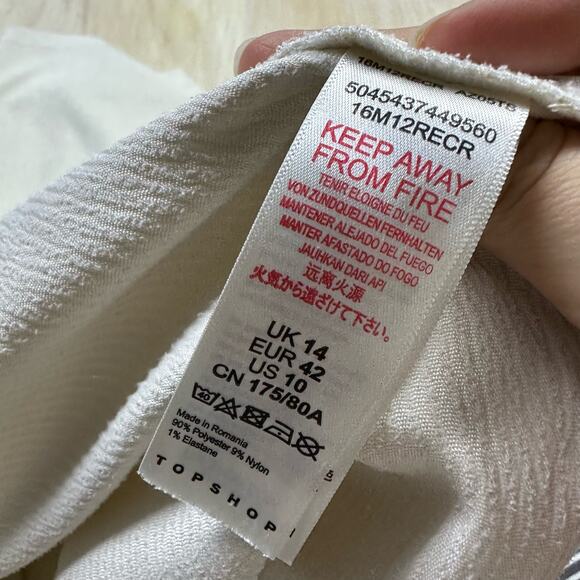 16M12RECR
5045437449560
16M12RECR
KEEP AWAY
FROM FIRE
TENIR ELOIGNE DU FEU
VON ZUNDQUELLEN FERNHALTEN
MANTENER ALEJADO DEL FUEGO
MANTER AFASTADO DO FOGO
JAUHKAN DARI API
远离火源
火気から遠ざけて下さい。
UK 14
EUR 42
US 10
CN 175/80A
40
Made in Romania
90% Polyester 9% Nylon
1% Elastane
5
TOPSHOP